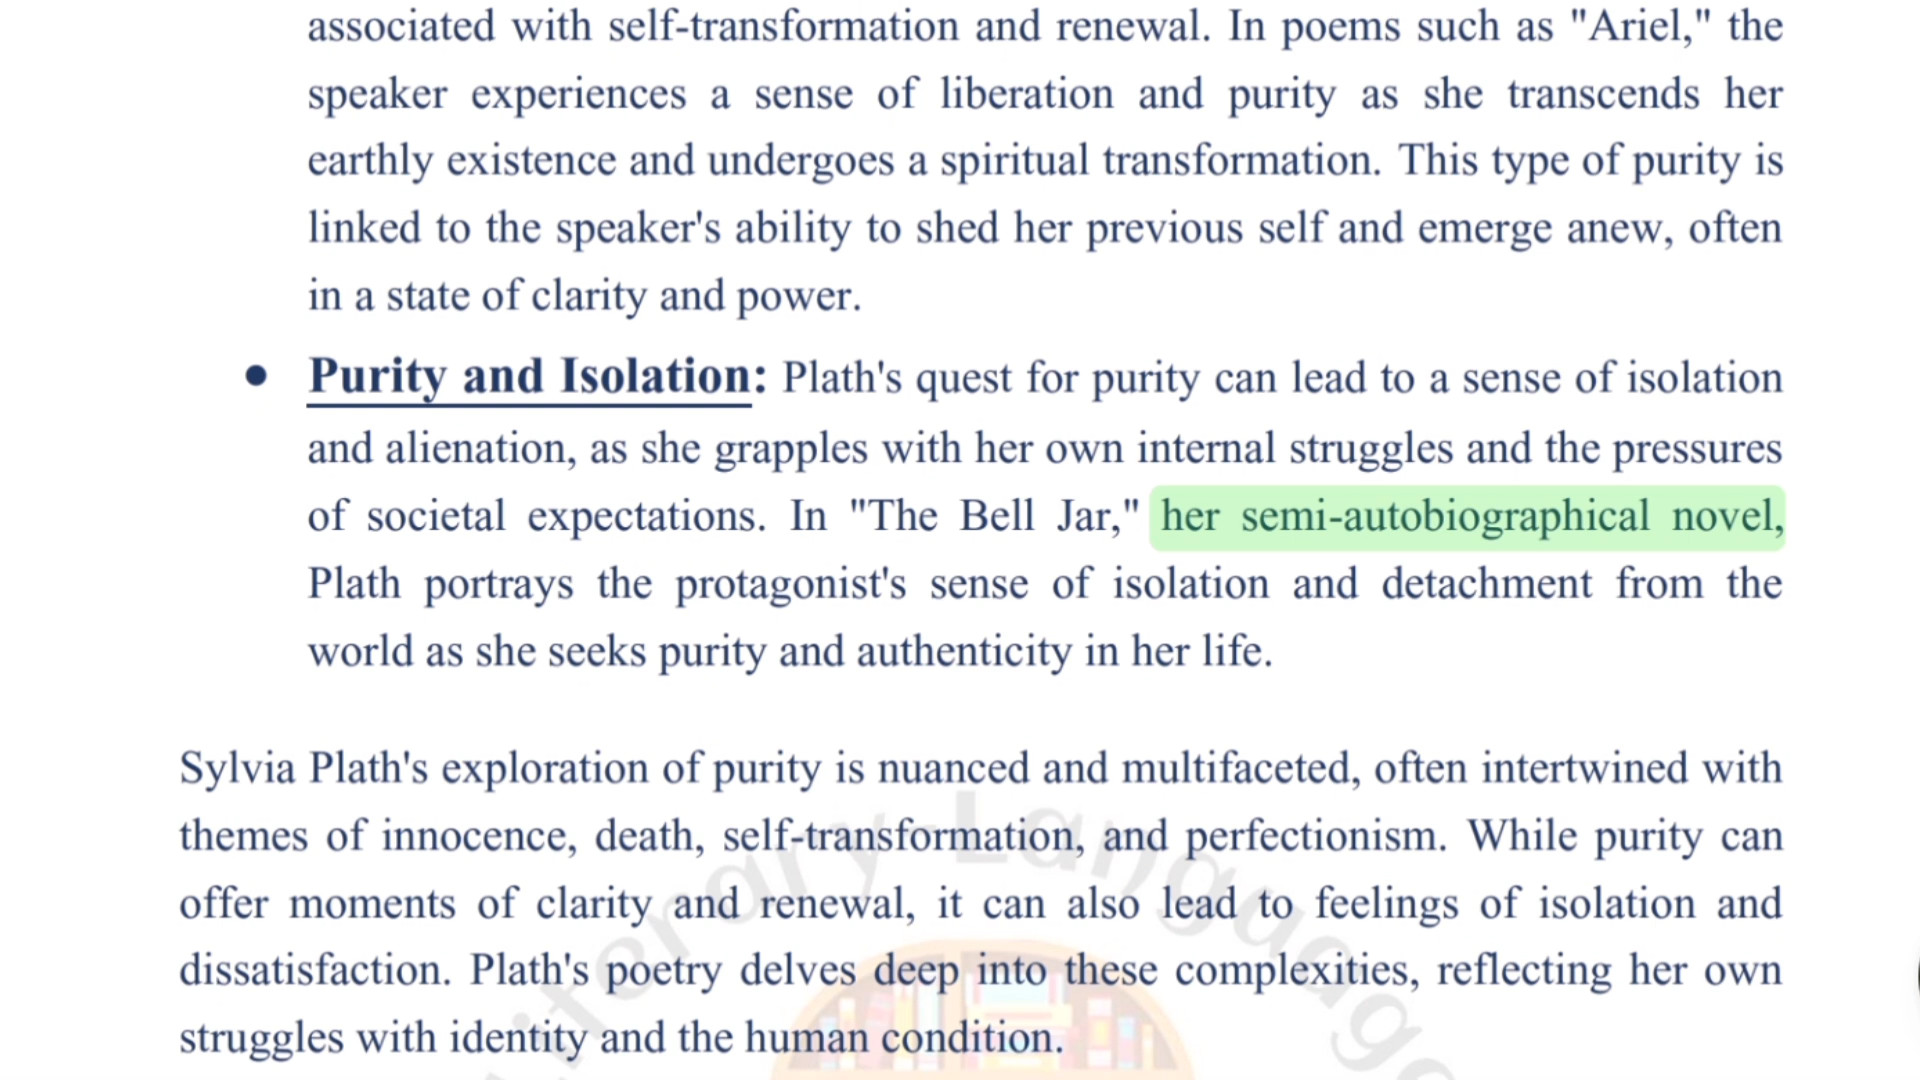 associated with self-transformation and renewal. In poems such as "Ariel," the
speaker experiences a sense of liberation and purity as she transcends her
earthly existence and undergoes a spiritual transformation. This type of purity is
linked to the speaker's ability to shed her previous self and emerge anew, often
in a state of clarity and power.
• Purity and Isolation: Plath's quest for purity can lead to a sense of isolation
and alienation, as she grapples with her own internal struggles and the pressures
of societal expectations. In "The Bell Jar," her semi-autobiographical novel,
Plath portrays the protagonist's sense of isolation and detachment from the
world as she seeks purity and authenticity in her life.
Sylvia Plath's exploration of purity is nuanced and multifaceted, often intertwined with
themes of innocence, death, self-transformation, and perfectionism. While purity can
offer moments of clarity and renewal, it can also lead to feelings of isolation and
dissatisfaction. Plath's poetry delves deep into these complexities, reflecting her own
struggles with identity and the human condition.